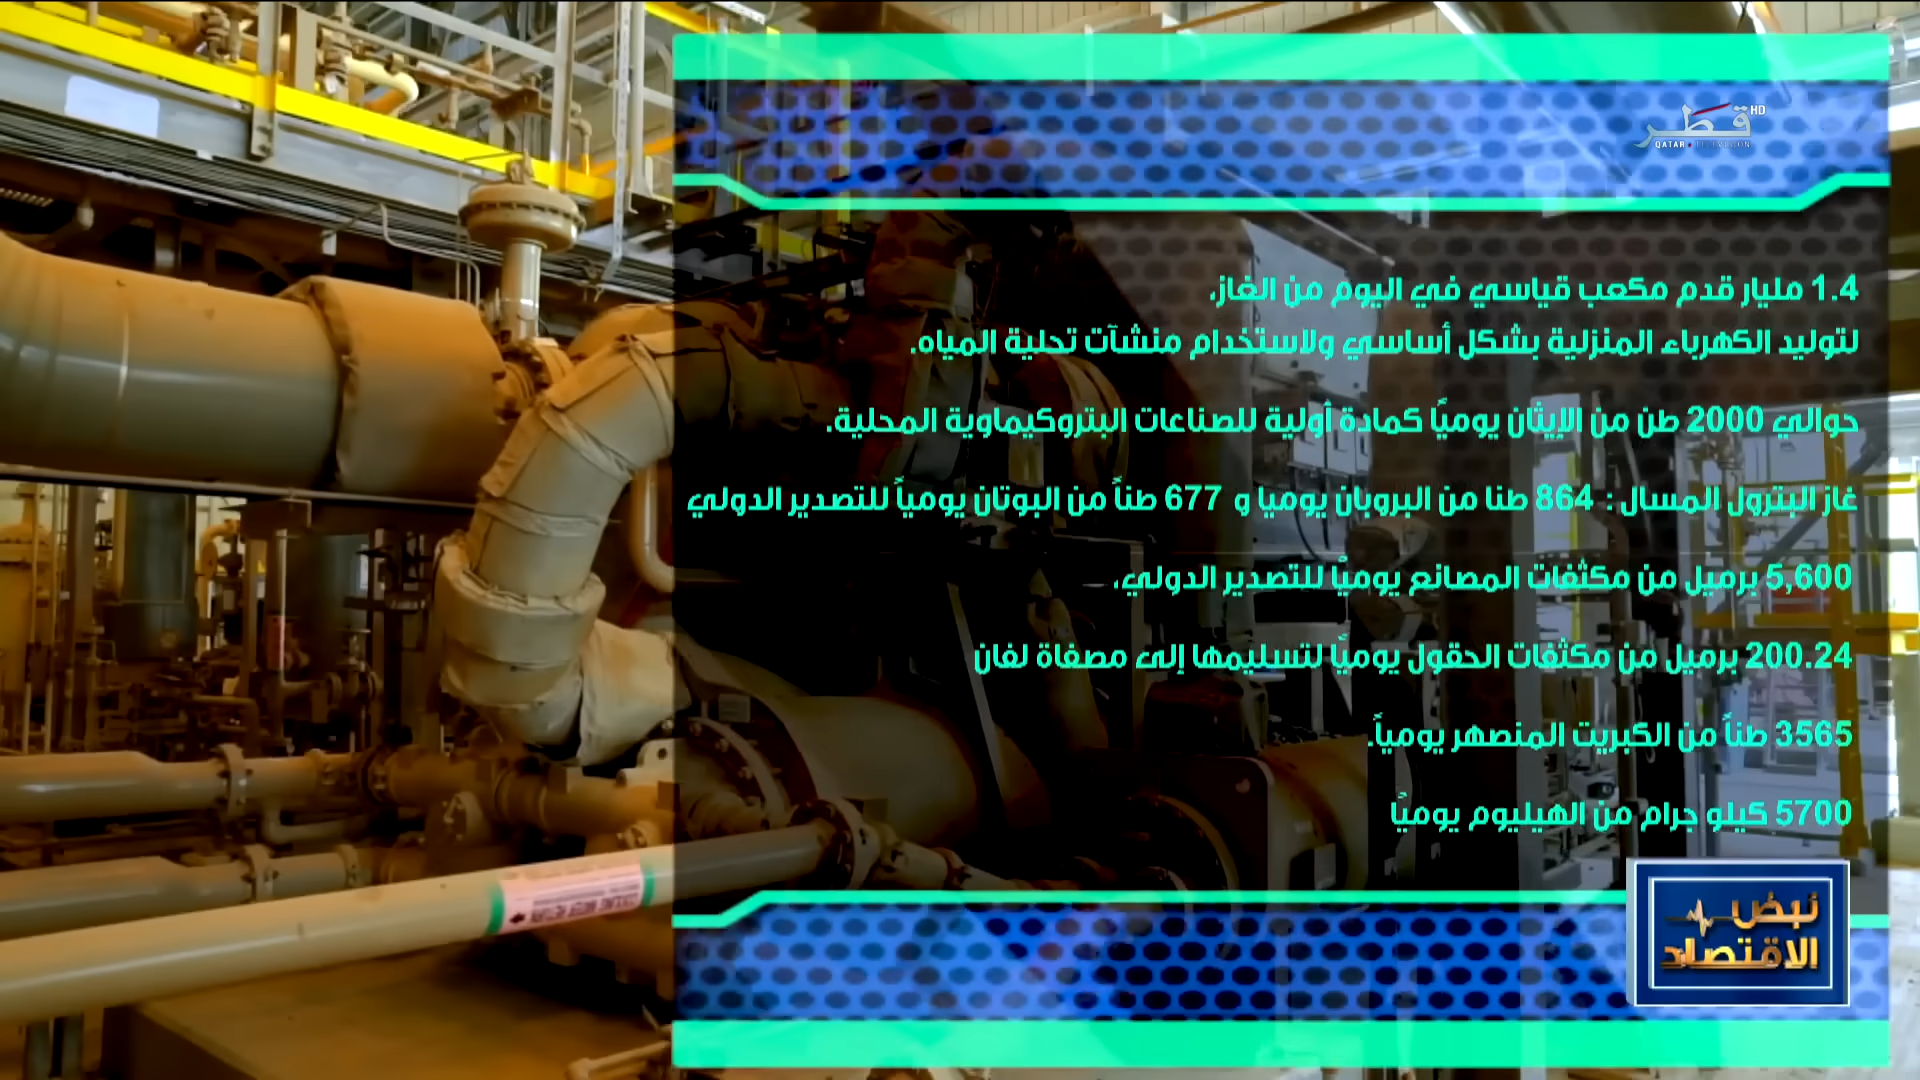 قطر HD
QATAR TELEVISION
1.4 مليار قدم مكعب قياسي في اليوم من الغاز،
لتوليد الكهرباء المنزلية بشكل أساسي ولاستخدام منشآت تحلية المياه.
حوالي 2000 طن من الإيثان يوميًا كمادة أولية للصناعات البتروكيماوية المحلية.
غاز البترول المسال : 864 طنا من البروبان يوميا و 677 طناً من البوتان يومياً للتصدير الدولي
5,600 برميل من مكثفات المصانع يوميًا للتصدير الدولي،
200.24 برميل من مكثفات الحقول يوميًا لتسليمها إلى مصفاة لفان
3565 طناً من الكبريت المنصهر يومياً.
5700 كيلو جرام من الهيليوم يوميًا
نبض
الاقتصاد